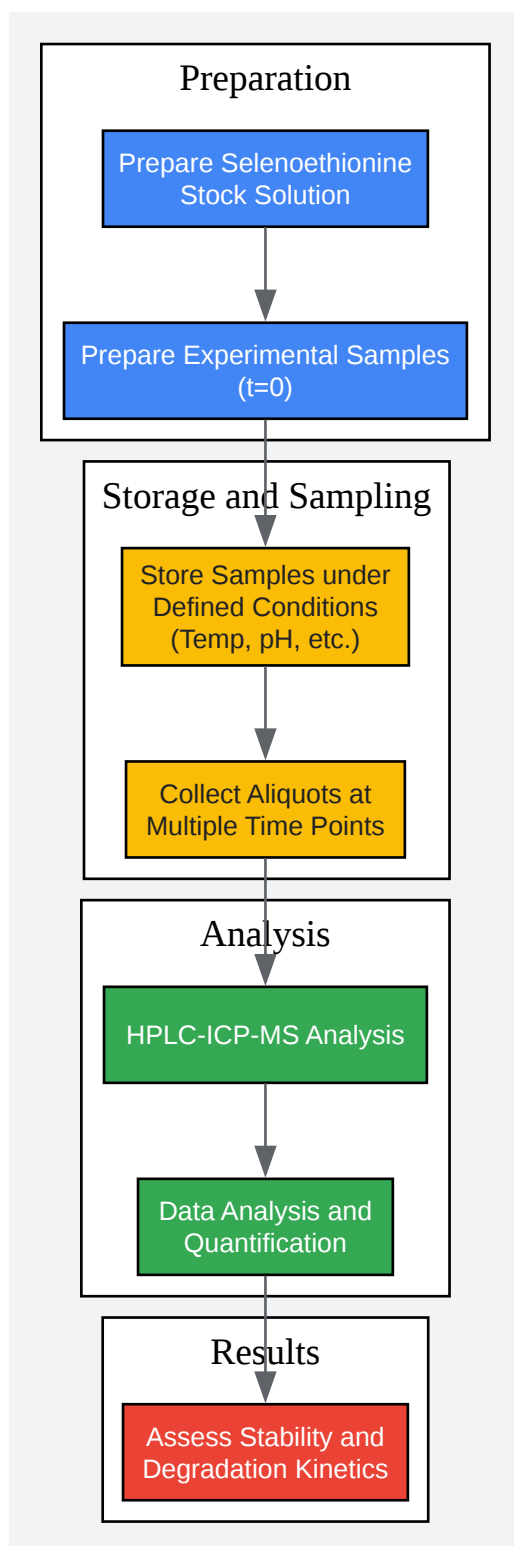 Preparation
Prepare Selenoethionine
Stock Solution
Prepare Experimental Samples
(t=0)
Storage and Sampling
Store Samples under
Defined Conditions
(Temp, pH, etc.)
Collect Aliquots at
Multiple Time Points
Analysis
HPLC-ICP-MS Analysis
Data Analysis and
Quantification
Results
Assess Stability and
Degradation Kinetics